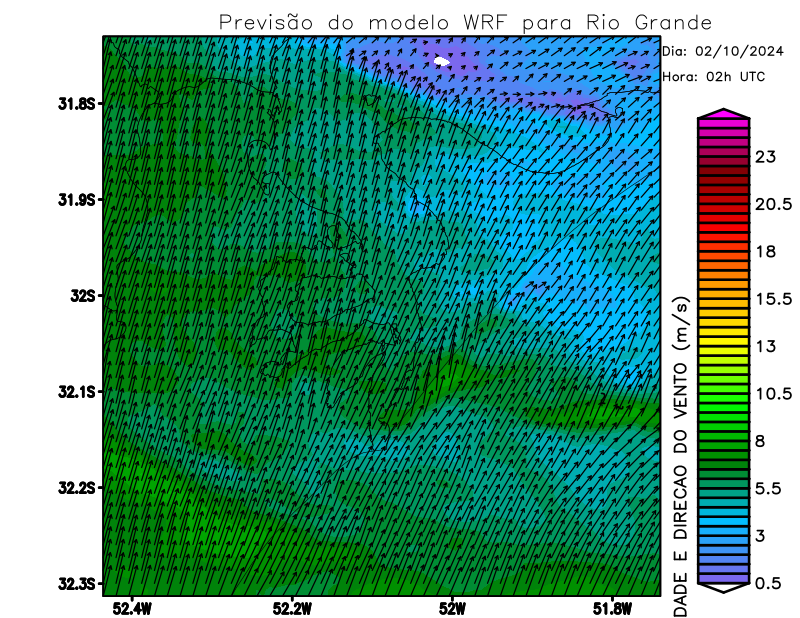 Previsão do modelo WRF para Rio Grande
Dia: 02/10/2024
Hora: 02h UTC
31.8S
31.9S
32S
32.1S
32.2S
32.3S
52.4W
52.2W
52W
51.8W
DADE E DIRECAO DO VENTO (m/s)
23
20.5
18
15.5
13
10.5
8
5.5
3
0.5